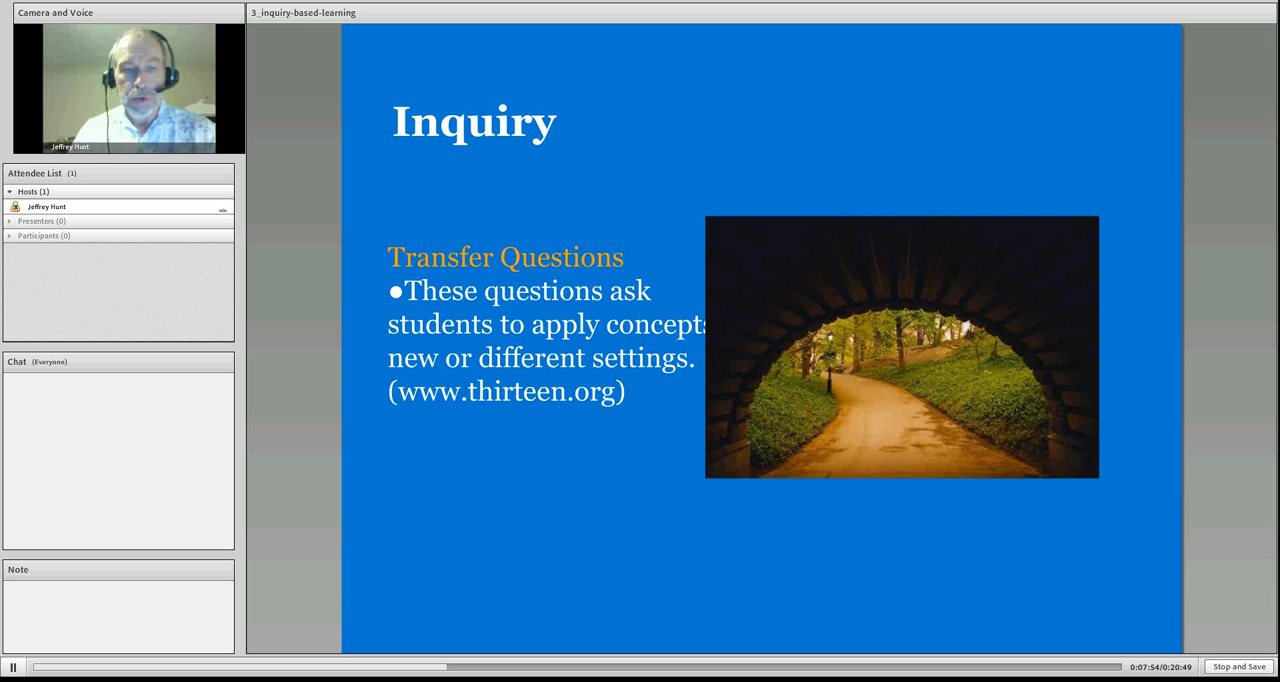 Camera and Voice
Jeffrey Hunt
Attendee List (1)
Hosts (1)
Jeffrey Hunt
Presenters (0)
Participants (0)
Chat (Everyone)
Note
3_inquiry-based-learning
Inquiry
Transfer Questions
●These questions ask
students to apply concepts
new or different settings.
(www.thirteen.org)
0:07:54/0:20:49
Stop and Save